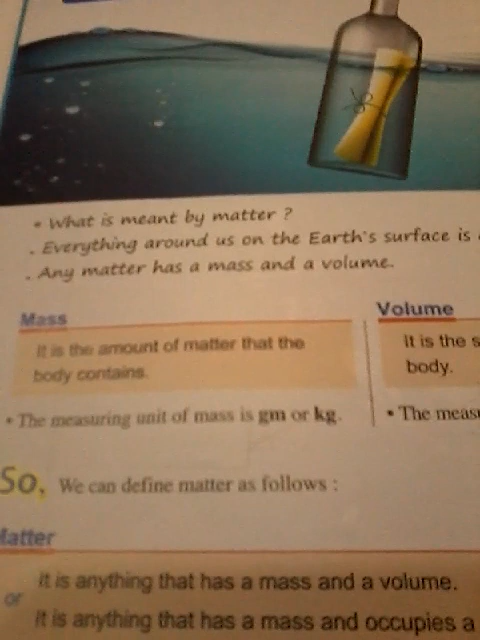 • What is meant by matter ?
. Everything around us on the Earth's surface is
. Any matter has a mass and a volume.
Mass
It is the amount of matter that the
body contains.
• The measuring unit of mass is gm or kg.
Volume
It is the
body.
• The
So, We can define matter as follows :
Matter
It is anything that has a mass and a volume.
or
It is anything that has a mass and occupies a